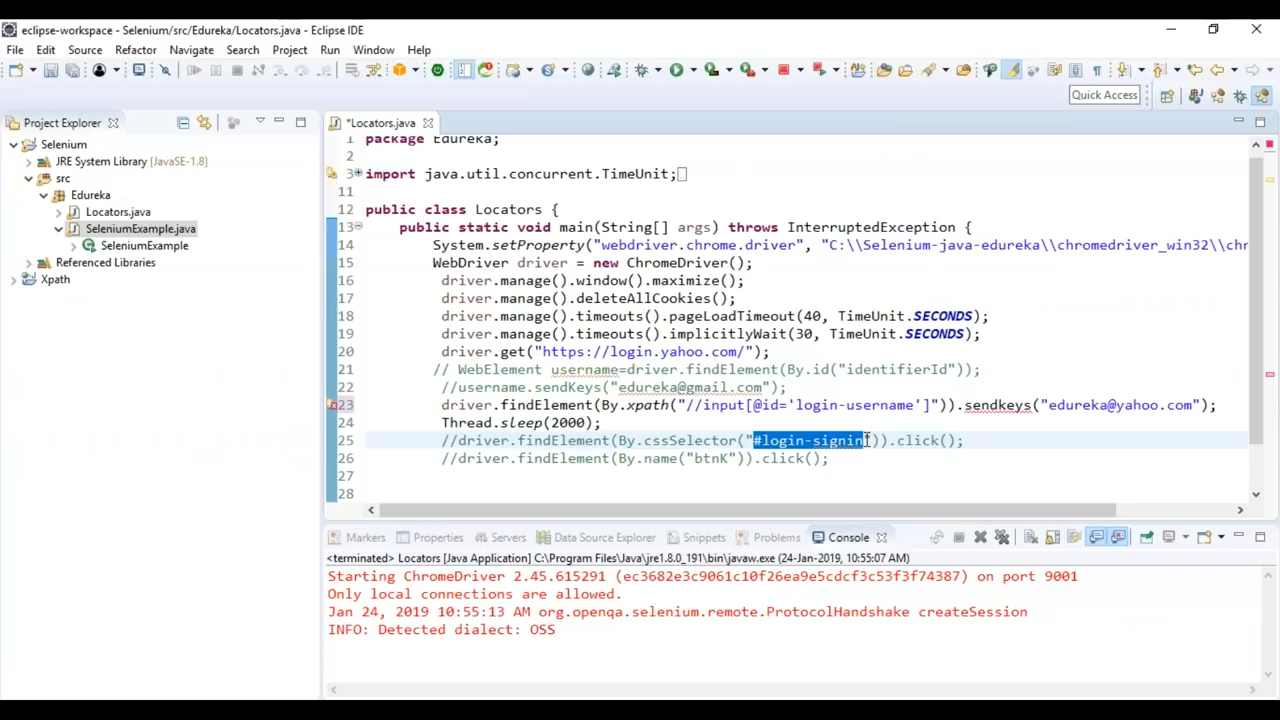 eclipse-workspace - Selenium/src/Edureka/Locators.java - Eclipse IDE
File Edit Source Refactor Navigate Search Project Run Window Help
Quick Access
Project Explorer
*Locators.java
Selenium
JRE System Library [JavaSE-1.8]
src
Edureka
Locators.java
SeleniumExample.java
SeleniumExample
Referenced Libraries
Xpath
1 package Edureka;
2
3 import java.util.concurrent.TimeUnit;
11
12 public class Locators {
13 public static void main(String[] args) throws InterruptedException {
14 System.setProperty("webdriver.chrome.driver", "C:\\Selenium-java-edureka\\chromedriver_win32\\chr
15 WebDriver driver = new ChromeDriver();
16 driver.manage().window().maximize();
17 driver.manage().deleteAllCookies();
18 driver.manage().timeouts().pageLoadTimeout(40, TimeUnit.SECONDS);
19 driver.manage().timeouts().implicitlyWait(30, TimeUnit.SECONDS);
20 driver.get("https://login.yahoo.com/");
21 // WebElement username=driver.findElement(By.id("identifierId"));
22 //username.sendKeys("edureka@gmail.com");
23 driver.findElement(By.xpath("//input[@id='login-username']")).sendkeys("edureka@yahoo.com");
24 Thread.sleep(2000);
25 //driver.findElement(By.cssSelector("#login-signin")).click();
26 //driver.findElement(By.name("btnK")).click();
27
28
Markers Properties Servers Data Source Explorer Snippets Problems Console
<terminated> Locators [Java Application] C:\Program Files\Java\jre1.8.0_191\bin\javaw.exe (24-Jan-2019, 10:55:07 AM)
Starting ChromeDriver 2.45.615291 (ec3682e3c9061c10f26ea9e5cdcf3c53f3f74387) on port 9001
Only local connections are allowed.
Jan 24, 2019 10:55:13 AM org.openqa.selenium.remote.ProtocolHandshake createSession
INFO: Detected dialect: OSS